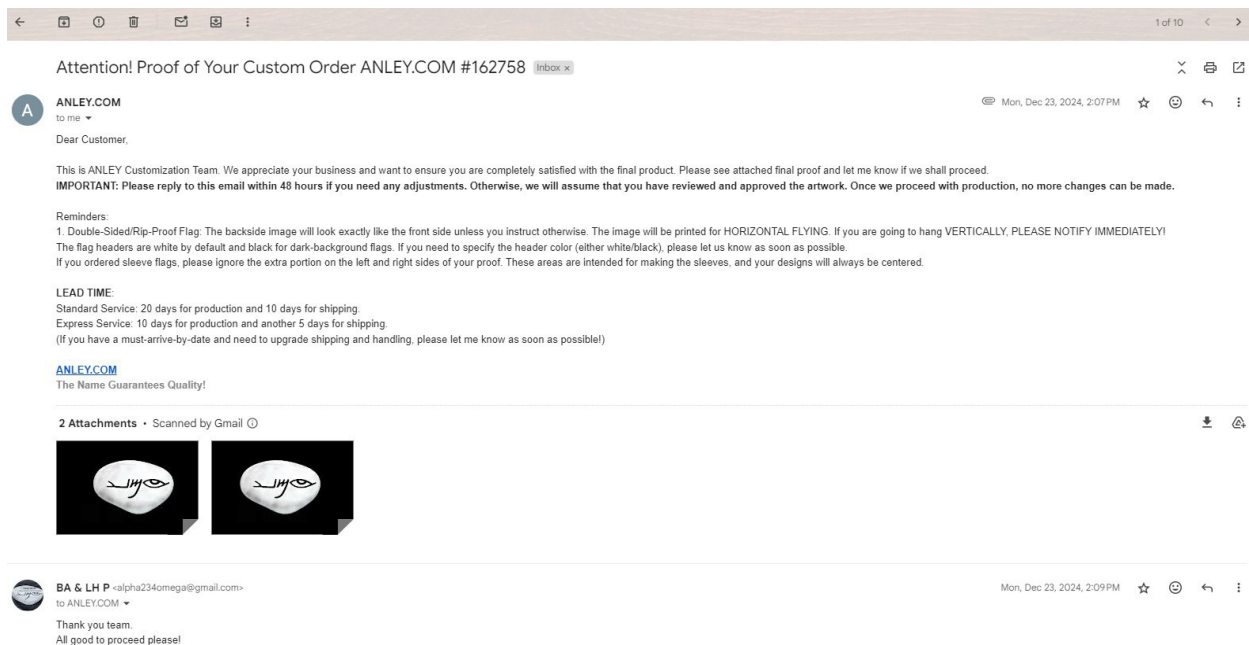 1 of 10
Attention! Proof of Your Custom Order ANLEY.COM #162758 Inbox x
A
ANLEY.COM
Mon, Dec 23, 2024, 2:07 PM
to me
Dear Customer,
This is ANLEY Customization Team. We appreciate your business and want to ensure you are completely satisfied with the final product. Please see attached final proof and let me know if we shall proceed.
IMPORTANT: Please reply to this email within 48 hours if you need any adjustments. Otherwise, we will assume that you have reviewed and approved the artwork. Once we proceed with production, no more changes can be made.
Reminders:
1. Double-Sided/Rip-Proof Flag: The backside image will look exactly like the front side unless you instruct otherwise. The image will be printed for HORIZONTAL FLYING. If you are going to hang VERTICALLY, PLEASE NOTIFY IMMEDIATELY!
The flag headers are white by default and black for dark-background flags. If you need to specify the header color (either white/black), please let us know as soon as possible.
If you ordered sleeve flags, please ignore the extra portion on the left and right sides of your proof. These areas are intended for making the sleeves, and your designs will always be centered.
LEAD TIME:
Standard Service: 20 days for production and 10 days for shipping.
Express Service: 10 days for production and another 5 days for shipping.
(If you have a must-arrive-by-date and need to upgrade shipping and handling, please let me know as soon as possible!)
ANLEY.COM
The Name Guarantees Quality!
2 Attachments • Scanned by Gmail
BA & LH P <alpha234omega@gmail.com>
Mon, Dec 23, 2024, 2:09 PM
to ANLEY.COM
Thank you team.
All good to proceed please!